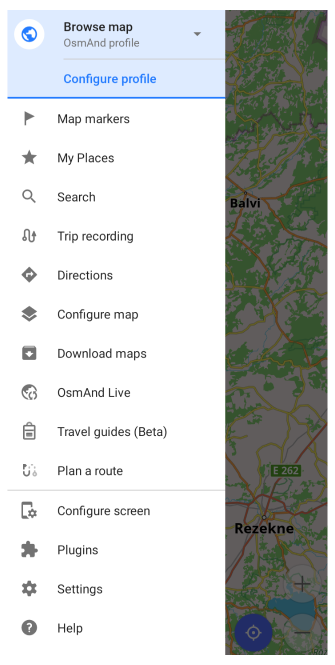 Browse map
OsmAnd profile
Configure profile
Map markers
My Places
Search
Trip recording
Directions
Configure map
Download maps
OsmAnd Live
Travel guides (Beta)
Plan a route
Configure screen
Plugins
Settings
Help
Balvi
E 262
Rezekne